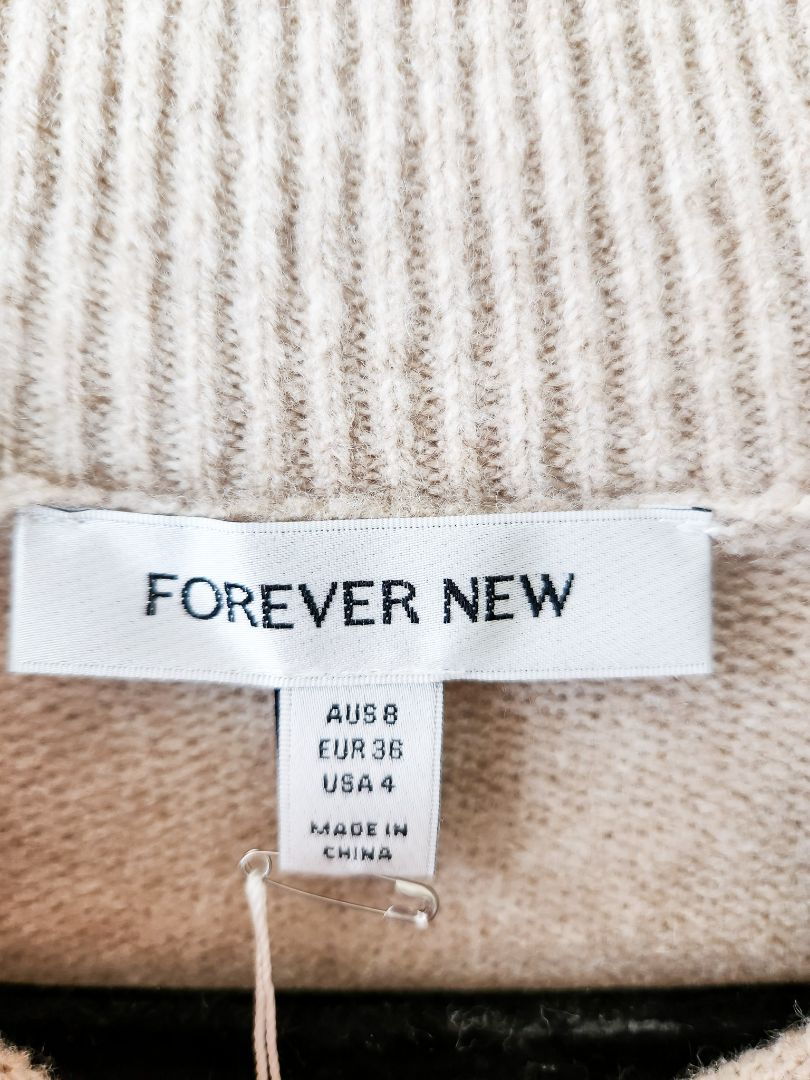 FOREVER NEW
AUS 8
EUR 36
USA 4
MADE IN
CHINA